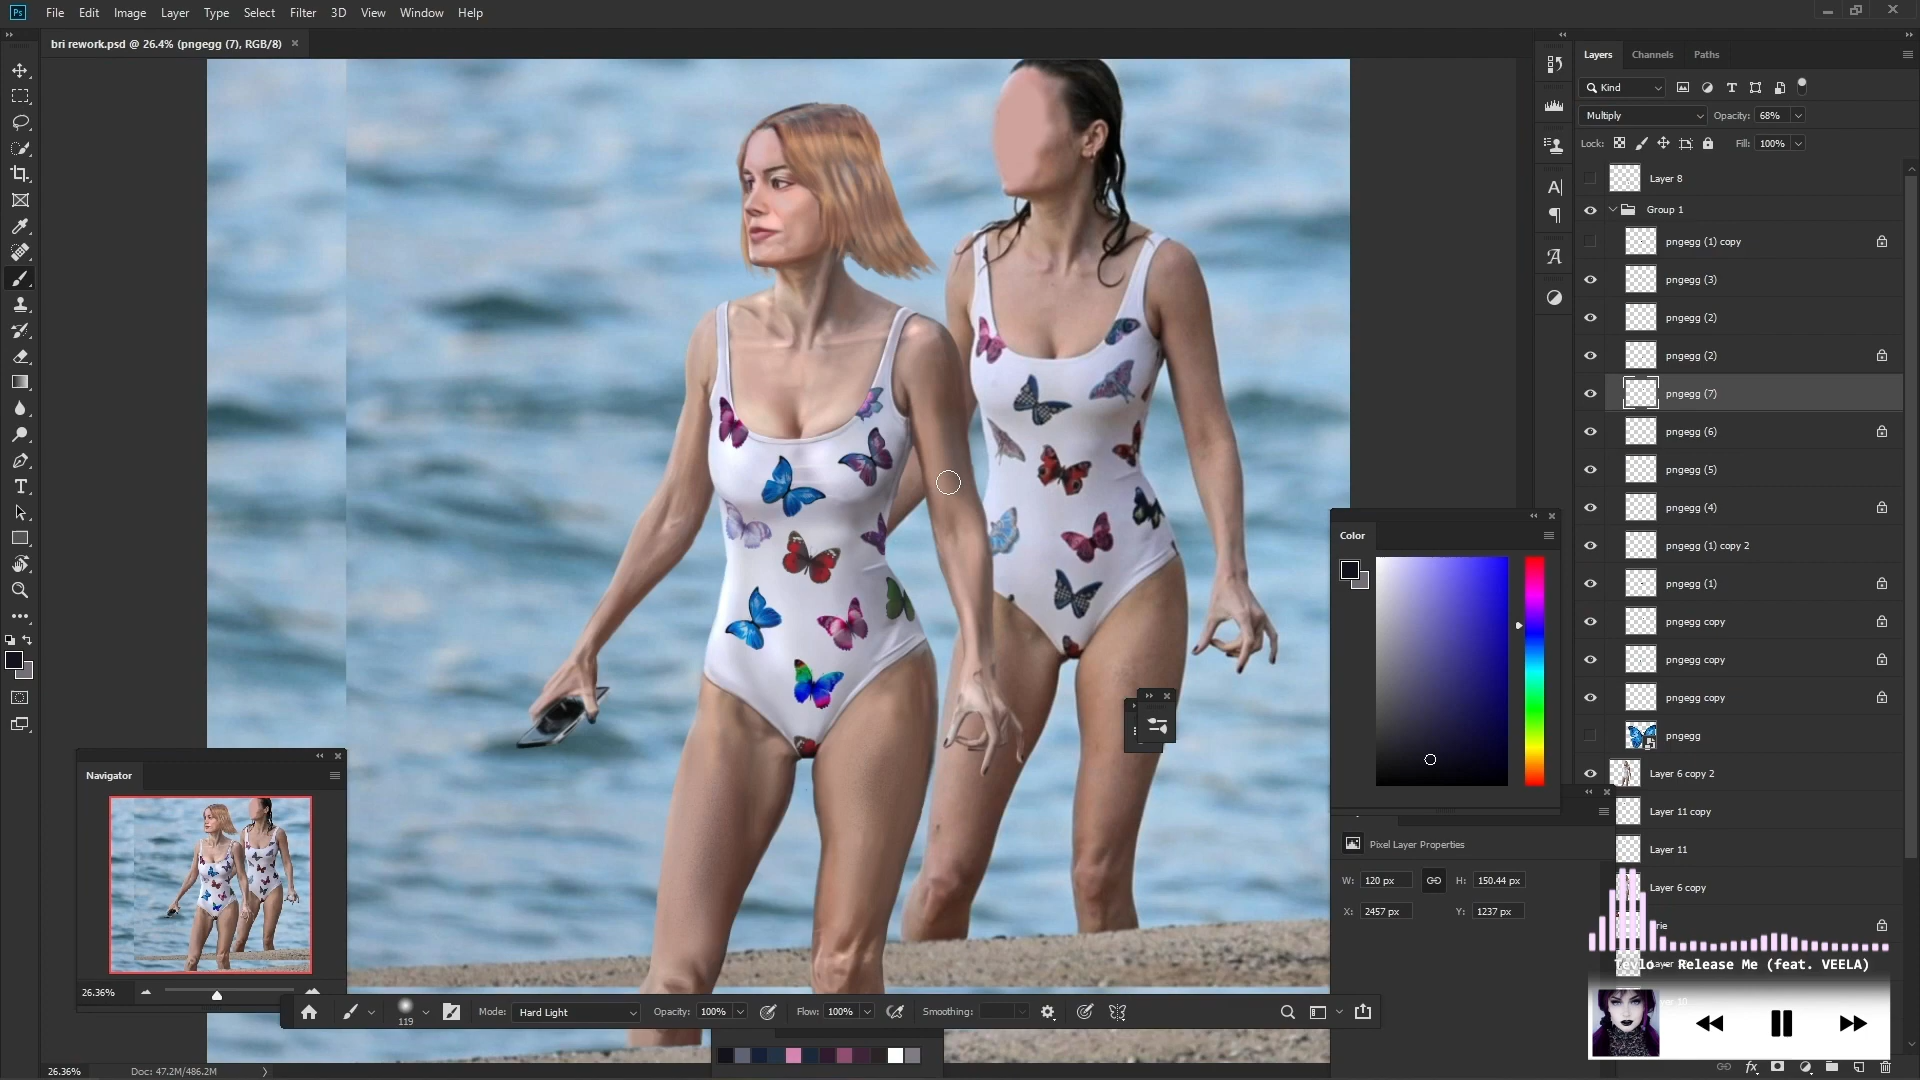 Ps File Edit Image Layer Type Select Filter 3D View Window Help
bri rework.psd @ 26.4% (pngegg (7), RGB/8)
Layers Channels Paths
Kind
Multiply Opacity: 68%
Lock: Fill: 100%
Layer 8
Group 1
pngegg (1) copy
pngegg (3)
pngegg (2)
pngegg (2)
pngegg (7)
pngegg (6)
pngegg (5)
pngegg (4)
pngegg (1) copy 2
pngegg (1)
pngegg copy
pngegg copy
pngegg copy
pngegg
Layer 6 copy 2
Layer 11 copy
Layer 11
Layer 6 copy
Color
Pixel Layer Properties
W: 120 px H: 150.44 px
X: 2457 px Y: 1237 px
Navigator
26.36%
119 Mode: Hard Light Opacity: 100% Flow: 100% Smoothing:
Tevlo - Release Me (feat. VEELA)
26.36% Doc: 47.2M/486.2M
fx